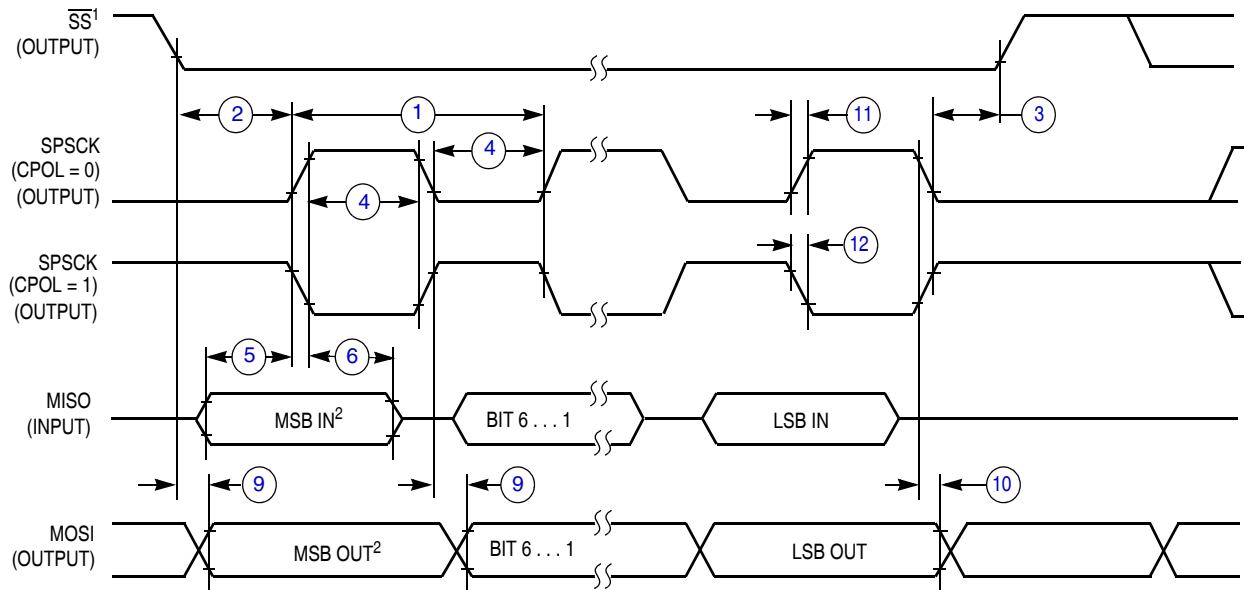 SS¹
(OUTPUT)
2
1
11
3
SPSCK
(CPOL = 0)
(OUTPUT)
4
4
SPSCK
(CPOL = 1)
(OUTPUT)
12
5
6
MISO
(INPUT)
MSB IN²
BIT 6 . . . 1
LSB IN
9
9
10
MOSI
(OUTPUT)
MSB OUT²
BIT 6 . . . 1
LSB OUT